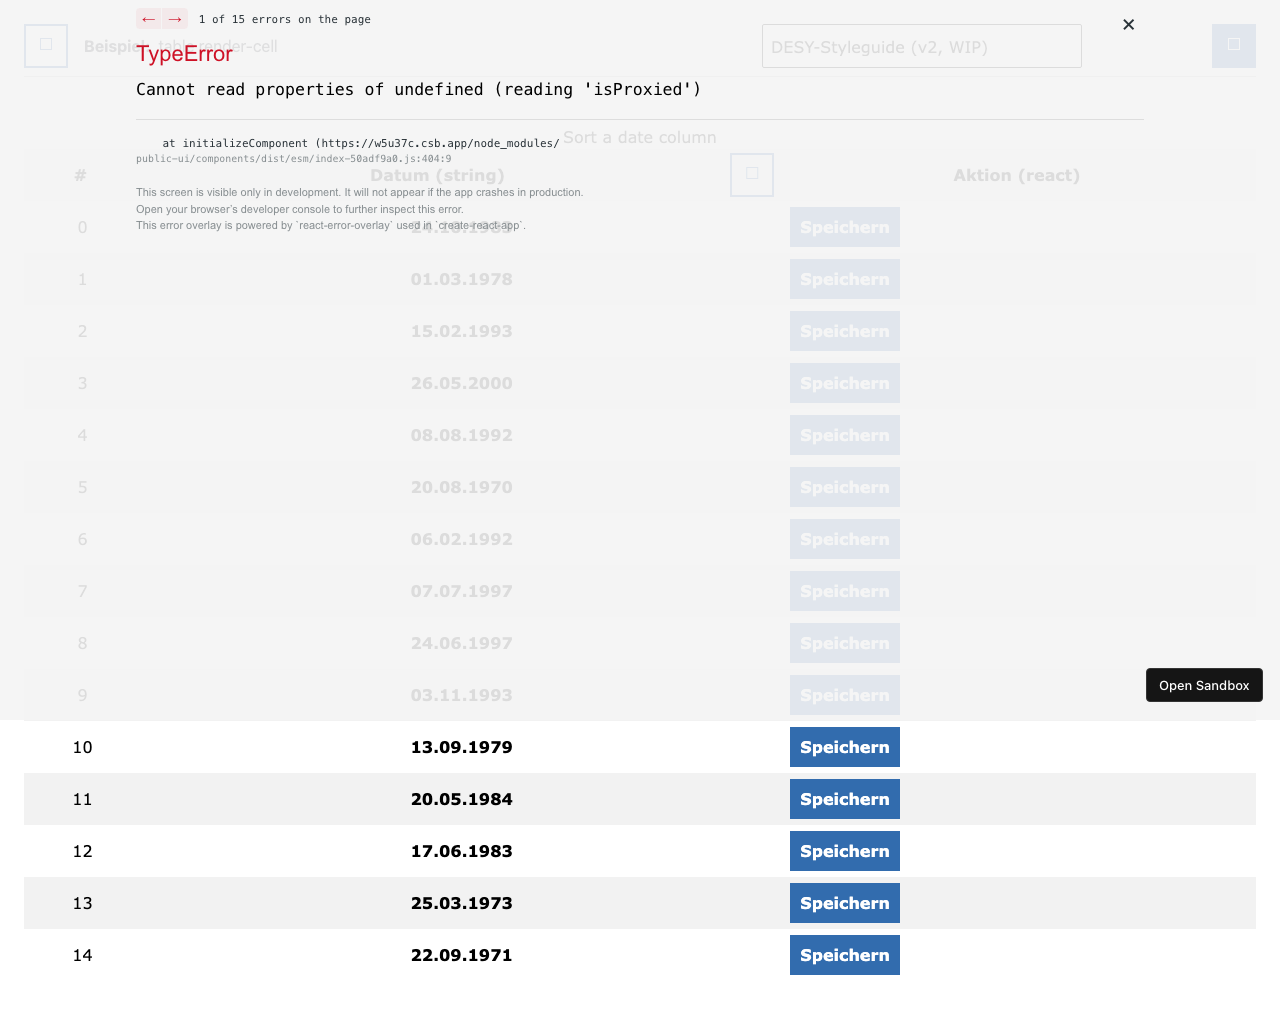 ← → 1 of 15 errors on the page ×
Beispiel table render-cell DESY-Styleguide (v2, WIP)
TypeError
Cannot read properties of undefined (reading 'isProxied')
Sort a date column
at initializeComponent (https://w5u37c.csb.app/node_modules/
public-ui/components/dist/esm/index-50adf9a0.js:404:9
# Datum (string) Aktion (react)
This screen is visible only in development. It will not appear if the app crashes in production.
Open your browser's developer console to further inspect this error.
This error overlay is powered by `react-error-overlay` used in `create-react-app`.
0 Speichern
1 01.03.1978 Speichern
2 15.02.1993 Speichern
3 26.05.2000 Speichern
4 08.08.1992 Speichern
5 20.08.1970 Speichern
6 06.02.1992 Speichern
7 07.07.1997 Speichern
8 24.06.1997 Speichern
9 03.11.1993 Speichern
Open Sandbox
10 13.09.1979 Speichern
11 20.05.1984 Speichern
12 17.06.1983 Speichern
13 25.03.1973 Speichern
14 22.09.1971 Speichern